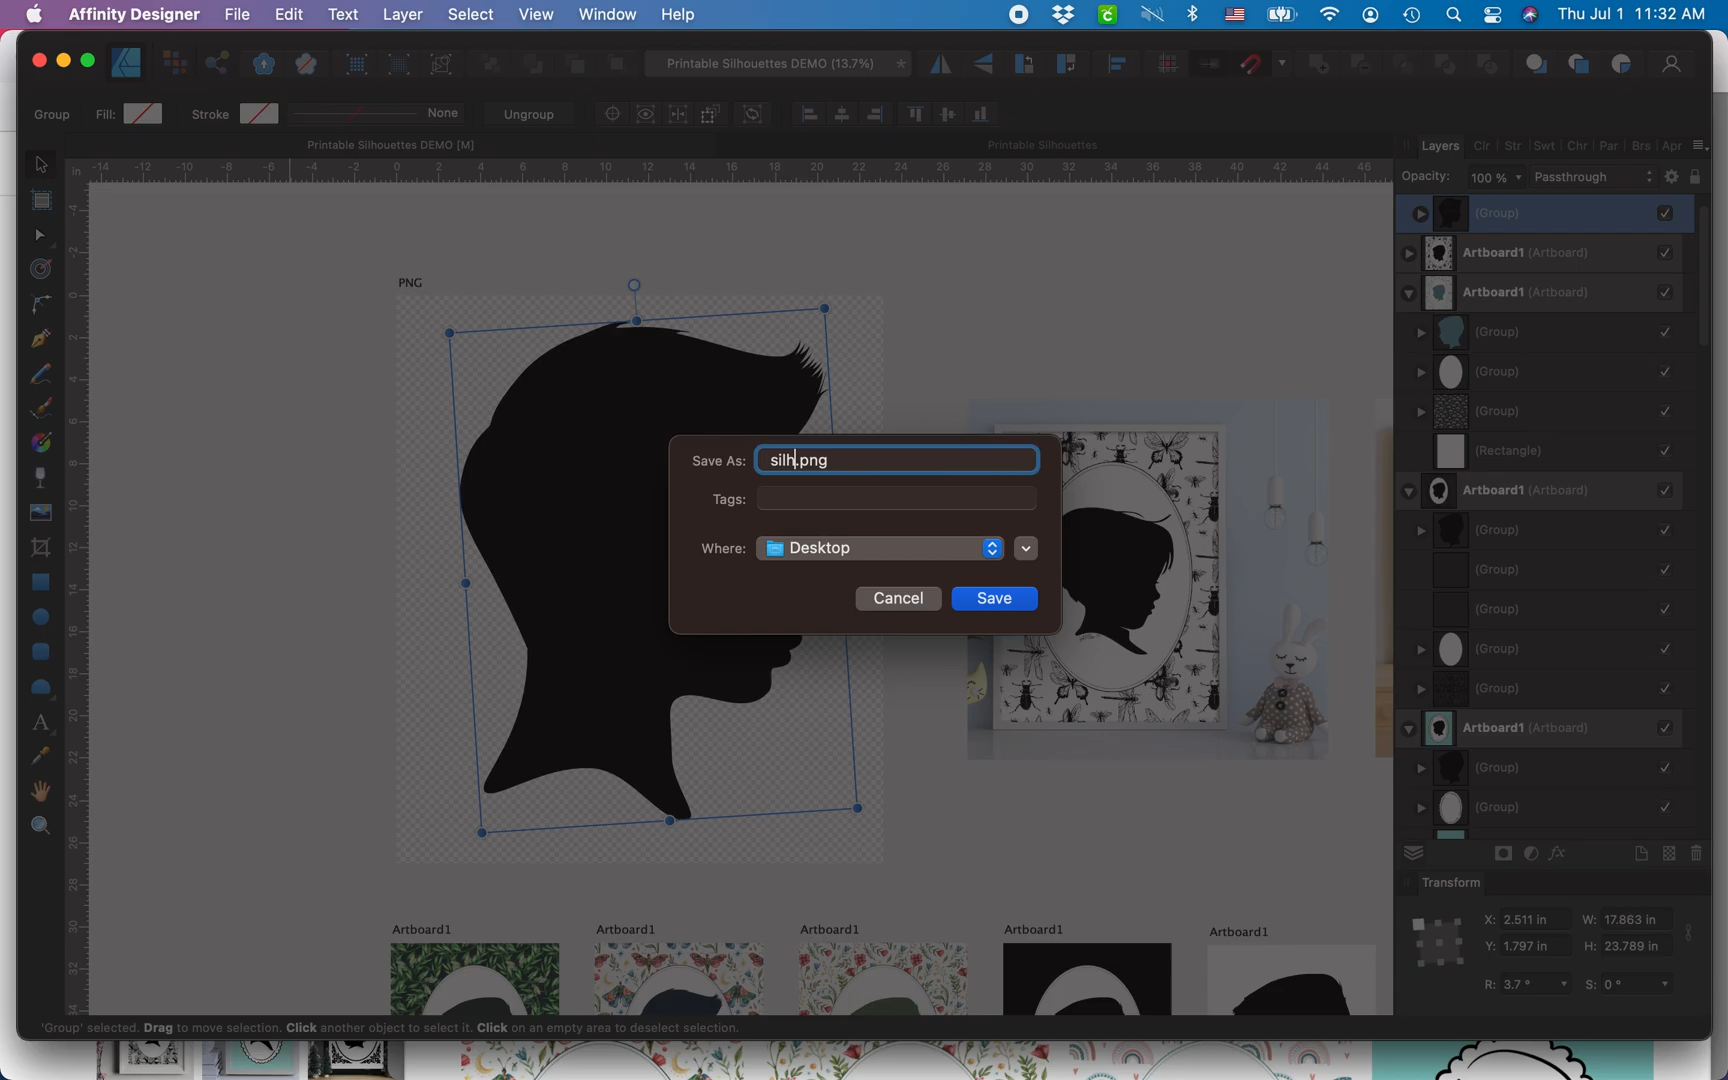 Affinity Designer File Edit Text Layer Select View Window Help Thu Jul 1 11:32 AM
Printable Silhouettes DEMO (13.7%) *
Group Fill: Stroke None Ungroup
Printable Silhouettes DEMO [M] Printable Silhouettes
Layers Clr Str Swt Chr Par Brs Apr
in -14 -12 -10 -8 -6 -4 -2 0 2 4 6 8 10 12 14 16 18 20 22 24 26 28 30 32 34 36 38 40 42 44 46
Opacity: 100 % Passthrough
(Group)
Artboard1 (Artboard)
Artboard1 (Artboard)
(Group)
(Group)
(Group)
(Rectangle)
Artboard1 (Artboard)
(Group)
(Group)
(Group)
(Group)
(Group)
Artboard1 (Artboard)
(Group)
(Group)
PNG
Save As: silh.png
Tags:
Where: Desktop
Cancel Save
Transform
X: 2.511 in W: 17.863 in
Y: 1.797 in H: 23.789 in
R: 3.7 ° S: 0 °
Artboard1 Artboard1 Artboard1 Artboard1 Artboard1
'Group' selected. Drag to move selection. Click another object to select it. Click on an empty area to deselect selection.